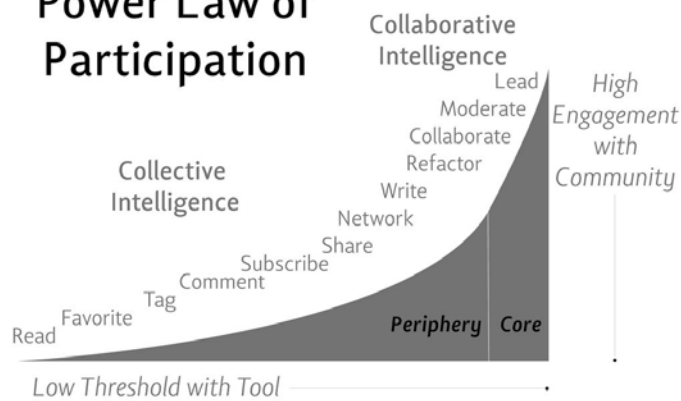 Power Law of
Participation
Collaborative
Intelligence
Lead
High
Moderate
Engagement
Collaborate
with
Refactor
Community
Collective
Intelligence
Write
Network
Share
Subscribe
Comment
Tag
Favorite
Read
Periphery
Core
Low Threshold with Tool